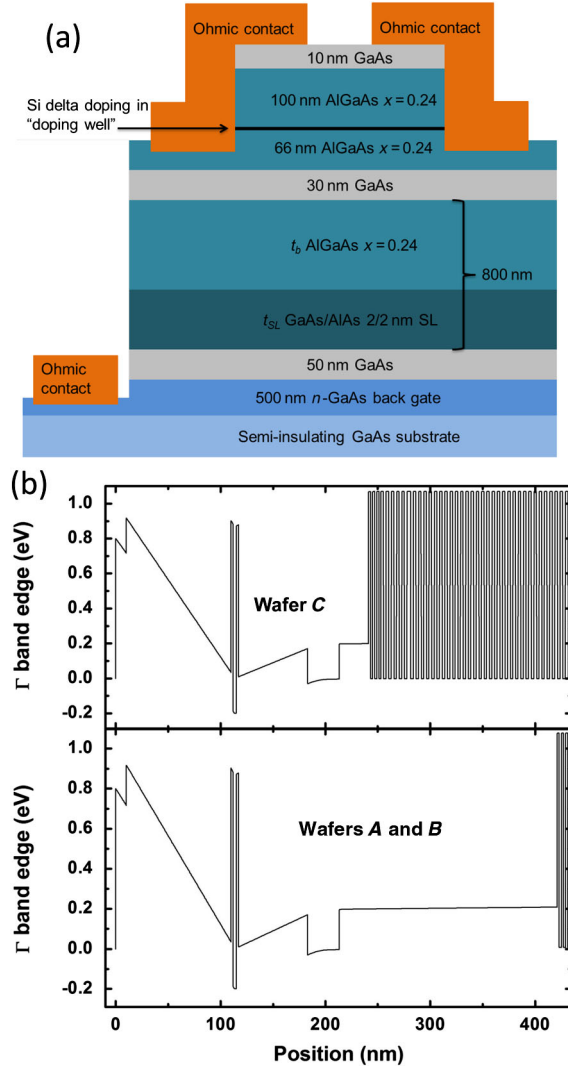 (a)
Ohmic contact
Ohmic contact
10 nm GaAs
Si delta doping in
"doping well"
100 nm AlGaAs x = 0.24
66 nm AlGaAs x = 0.24
30 nm GaAs
t_b AlGaAs x = 0.24
800 nm
t_SL GaAs/AlAs 2/2 nm SL
Ohmic
contact
50 nm GaAs
500 nm n-GaAs back gate
Semi-insulating GaAs substrate
(b)
Γ band edge (eV)
1.0
0.8
0.6
0.4
0.2
0.0
-0.2
Wafer C
Γ band edge (eV)
1.0
0.8
0.6
0.4
0.2
0.0
-0.2
Wafers A and B
0
100
200
300
400
Position (nm)